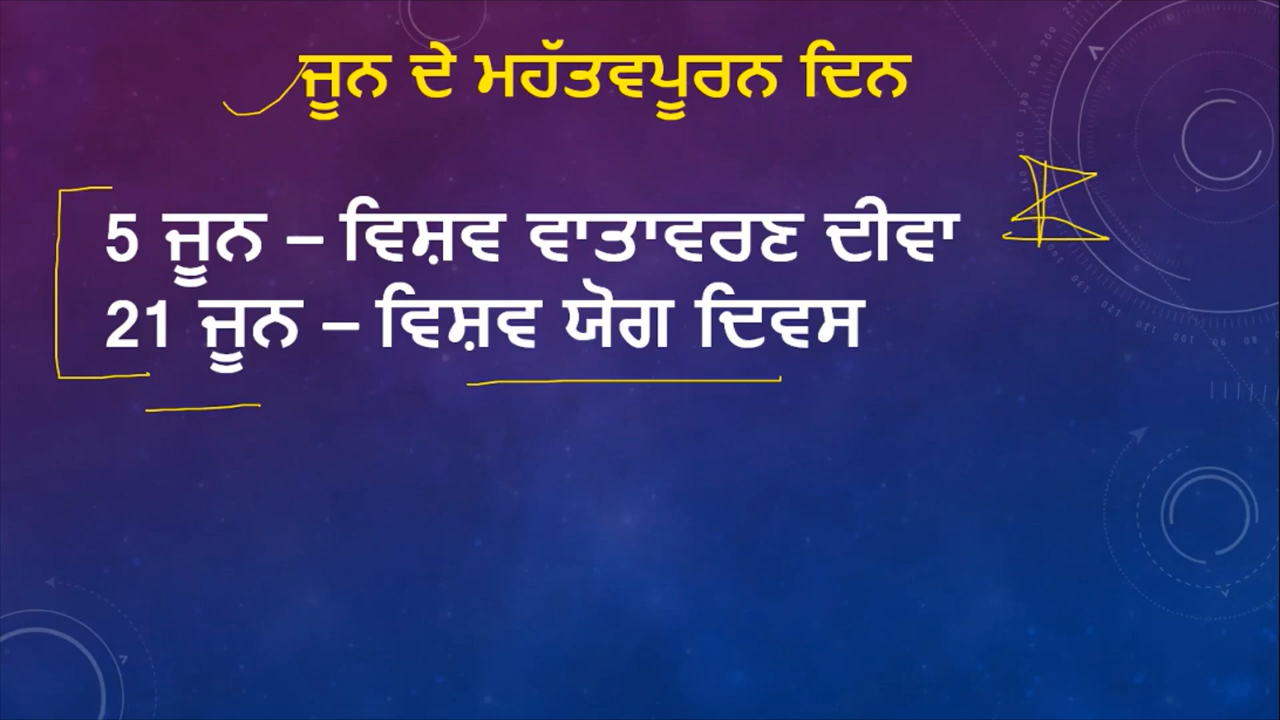 ਜੂਨ ਦੇ ਮਹੱਤਵਪੂਰਨ ਦਿਨ
5 ਜੂਨ – ਵਿਸ਼ਵ ਵਾਤਾਵਰਣ ਦੀਵਾ
21 ਜੂਨ – ਵਿਸ਼ਵ ਯੋਗ ਦਿਵਸ